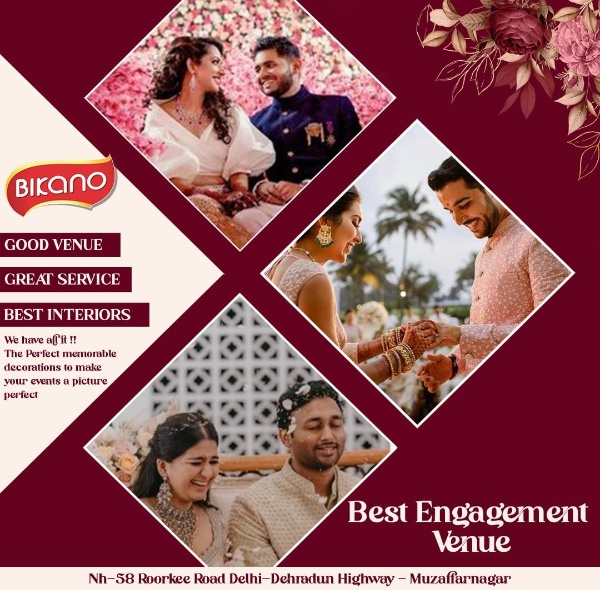 BIKANO
GOOD VENUE
GREAT SERVICE
BEST INTERIORS
We have all it !!
The Perfect memorable
decorations to make
your events a picture
perfect
Best Engagement
Venue
Nh-58 Roorkee Road Delhi-Dehradun Highway - Muzaffarnagar